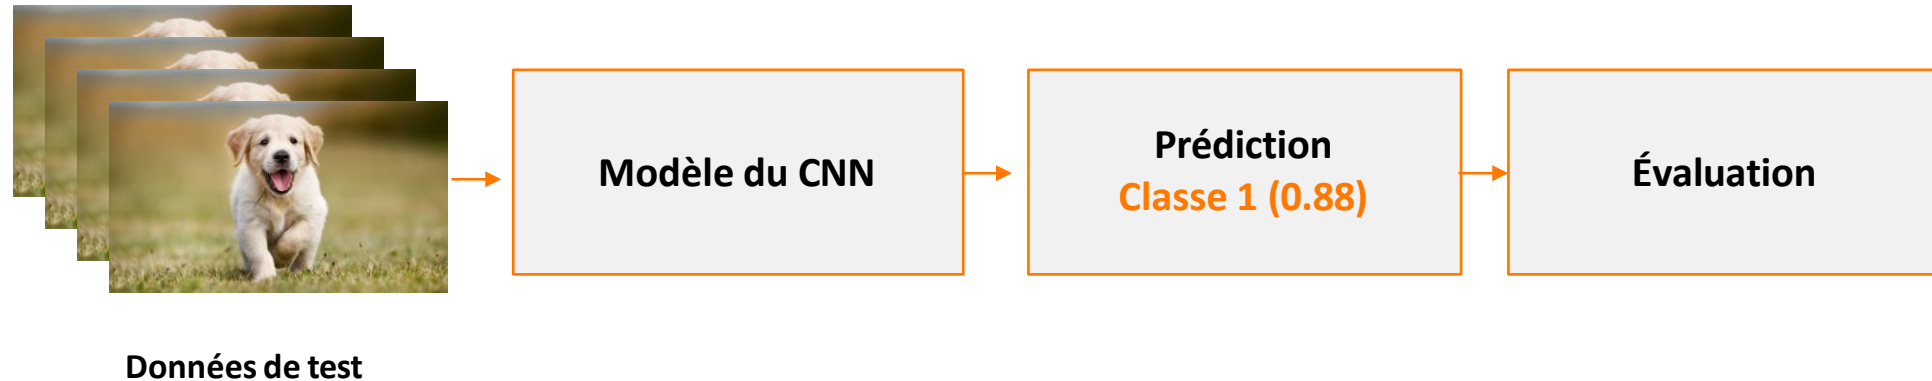 Modèle du CNN
Prédiction
Classe 1 (0.88)
Évaluation
Données de test